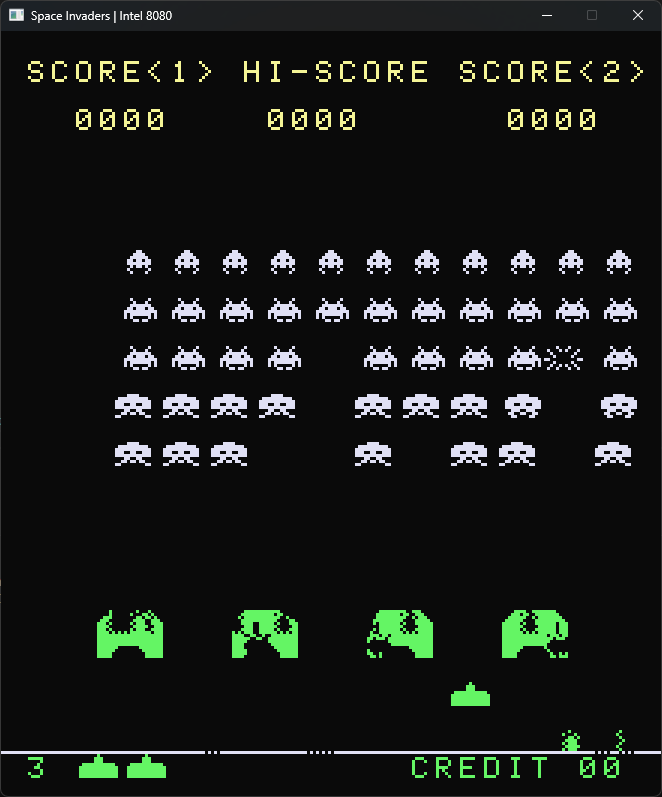 Space Invaders | Intel 8080
SCORE<1> HI-SCORE SCORE<2>
0000 0000 0000
3 CREDIT 00